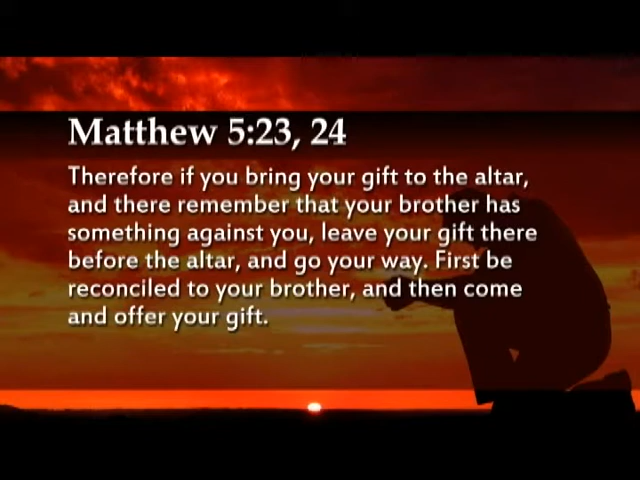 Matthew 5:23, 24
Therefore if you bring your gift to the altar,
and there remember that your brother has
something against you, leave your gift there
before the altar, and go your way. First be
reconciled to your brother, and then come
and offer your gift.